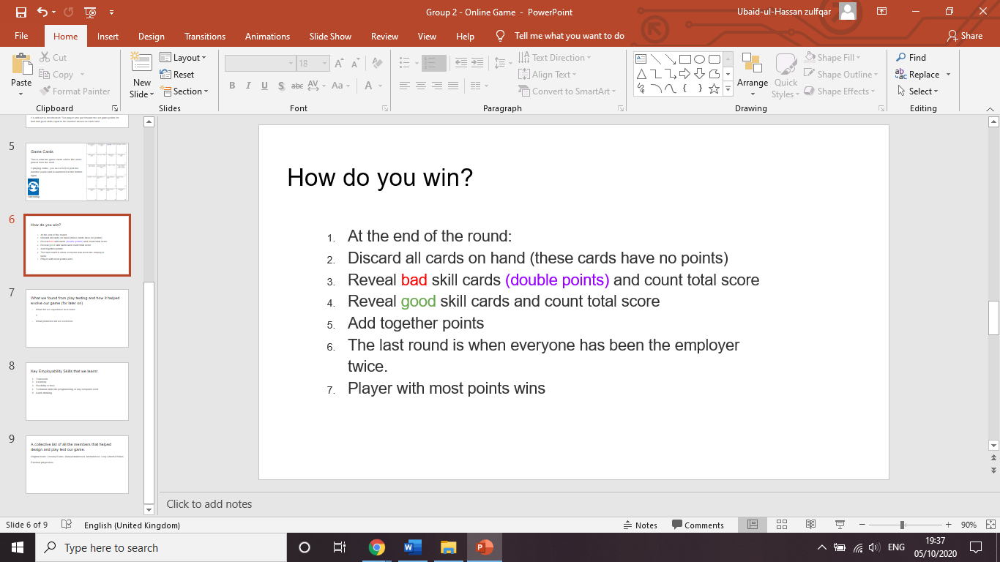 Group 2 - Online Game - PowerPoint
Ubaid-ul-Hassan zulfqar
File Home Insert Design Transitions Animations Slide Show Review View Help Tell me what you want to do Share
Cut
Copy
Format Painter
Paste
Clipboard
New
Slide
Layout
Reset
Section
Slides
18
B I U S abc AV Aa A
Font
Text Direction
Align Text
Convert to SmartArt
Paragraph
Arrange
Quick
Styles
Shape Fill
Shape Outline
Shape Effects
Drawing
Find
Replace
Select
Editing
5
Game Cards
6
How do you win?
7
What we found from play testing and how it helped
evolve our game (for later on)
8
Key Employability Skills that we learnt
9
A collective list of all the members that helped
design and play test our game.
How do you win?
1. At the end of the round:
2. Discard all cards on hand (these cards have no points)
3. Reveal bad skill cards (double points) and count total score
4. Reveal good skill cards and count total score
5. Add together points
6. The last round is when everyone has been the employer
twice.
7. Player with most points wins
Click to add notes
Slide 6 of 9 English (United Kingdom) Notes Comments 90%
Type here to search
ENG
19:37
05/10/2020